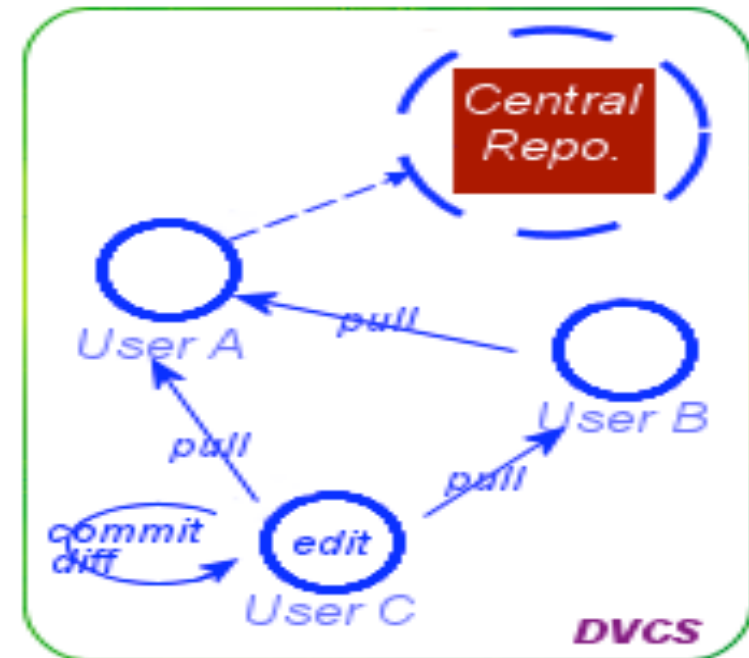 Central
Repo.
pull
User A
User B
pull
pull
commit
diff
edit
User C
DVCS